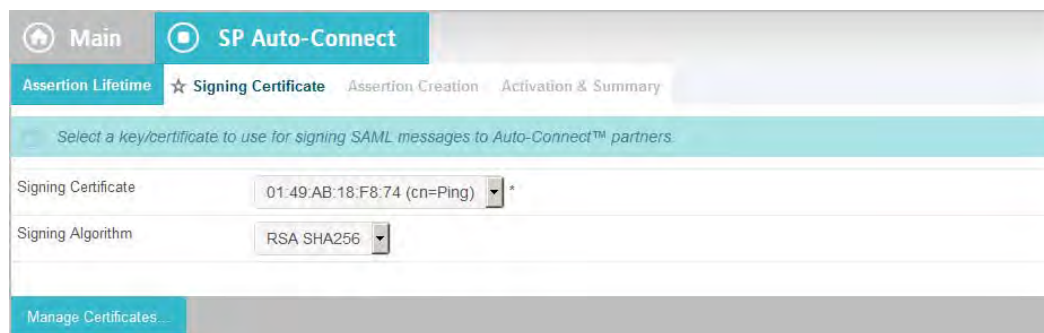 Main SP Auto-Connect
Assertion Lifetime Signing Certificate Assertion Creation Activation & Summary
Select a key/certificate to use for signing SAML messages to Auto-Connect™ partners.
Signing Certificate 01:49:AB:18:F8:74 (cn=Ping) *
Signing Algorithm RSA SHA256
Manage Certificates...